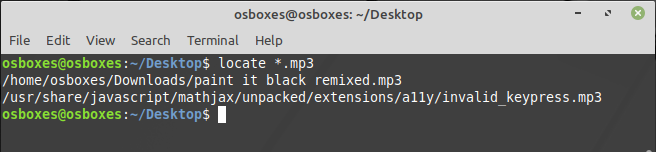 osboxes@osboxes: ~/Desktop
File Edit View Search Terminal Help
osboxes@osboxes:~/Desktop$ locate *.mp3
/home/osboxes/Downloads/paint it black remixed.mp3
/usr/share/javascript/mathjax/unpacked/extensions/a11y/invalid_keypress.mp3
osboxes@osboxes:~/Desktop$